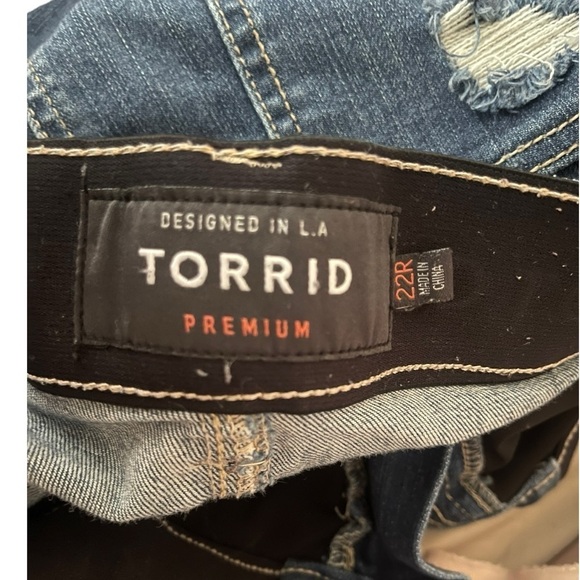 DESIGNED IN L.A
TORRID
PREMIUM
22R
MADE IN
CHINA